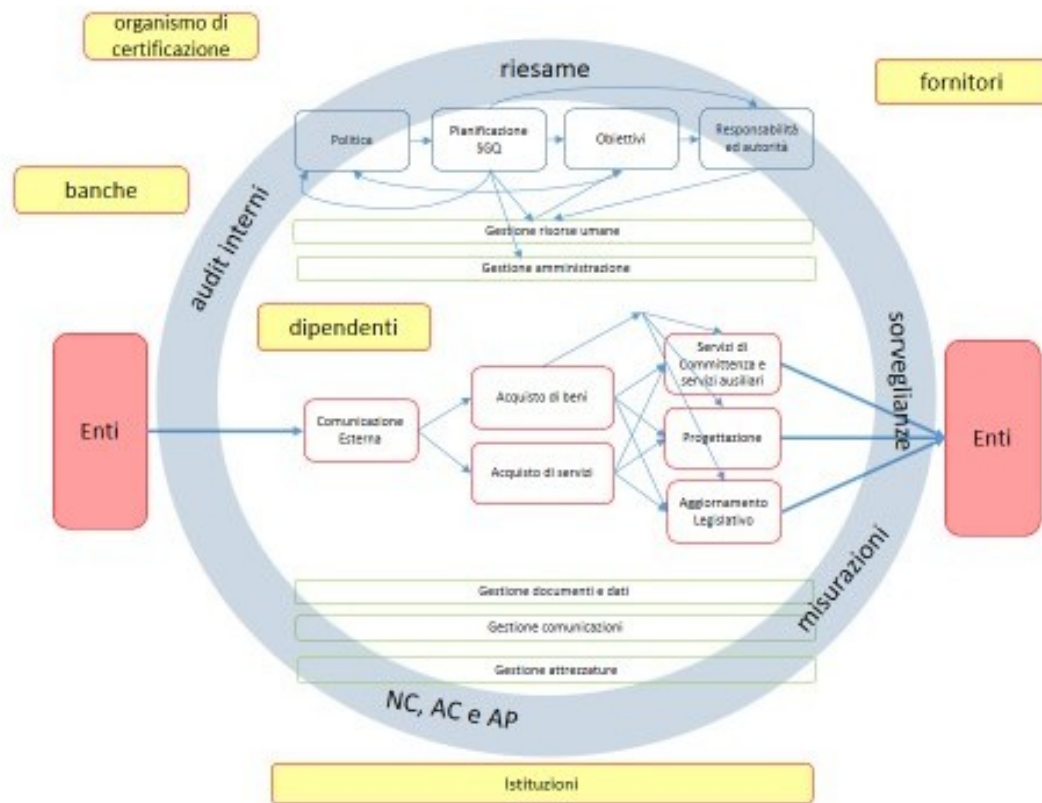 organismo di
certificazione
riesame
fornitori
Politica
Pianificazione
SGQ
Obiettivi
Responsabilità
ed autorità
banche
audit interni
Gestione risorse umane
Gestione amministrazione
dipendenti
sorveglianze
Servizi di
Committenza e
servizi ausiliari
Enti
Comunicazione
Esterna
Acquisto di beni
Progettazione
Enti
Acquisto di servizi
Aggiornamento
Legislativo
misurazioni
Gestione documenti e dati
Gestione comunicazioni
Gestione attrezzature
NC, AC e AP
Istituzioni